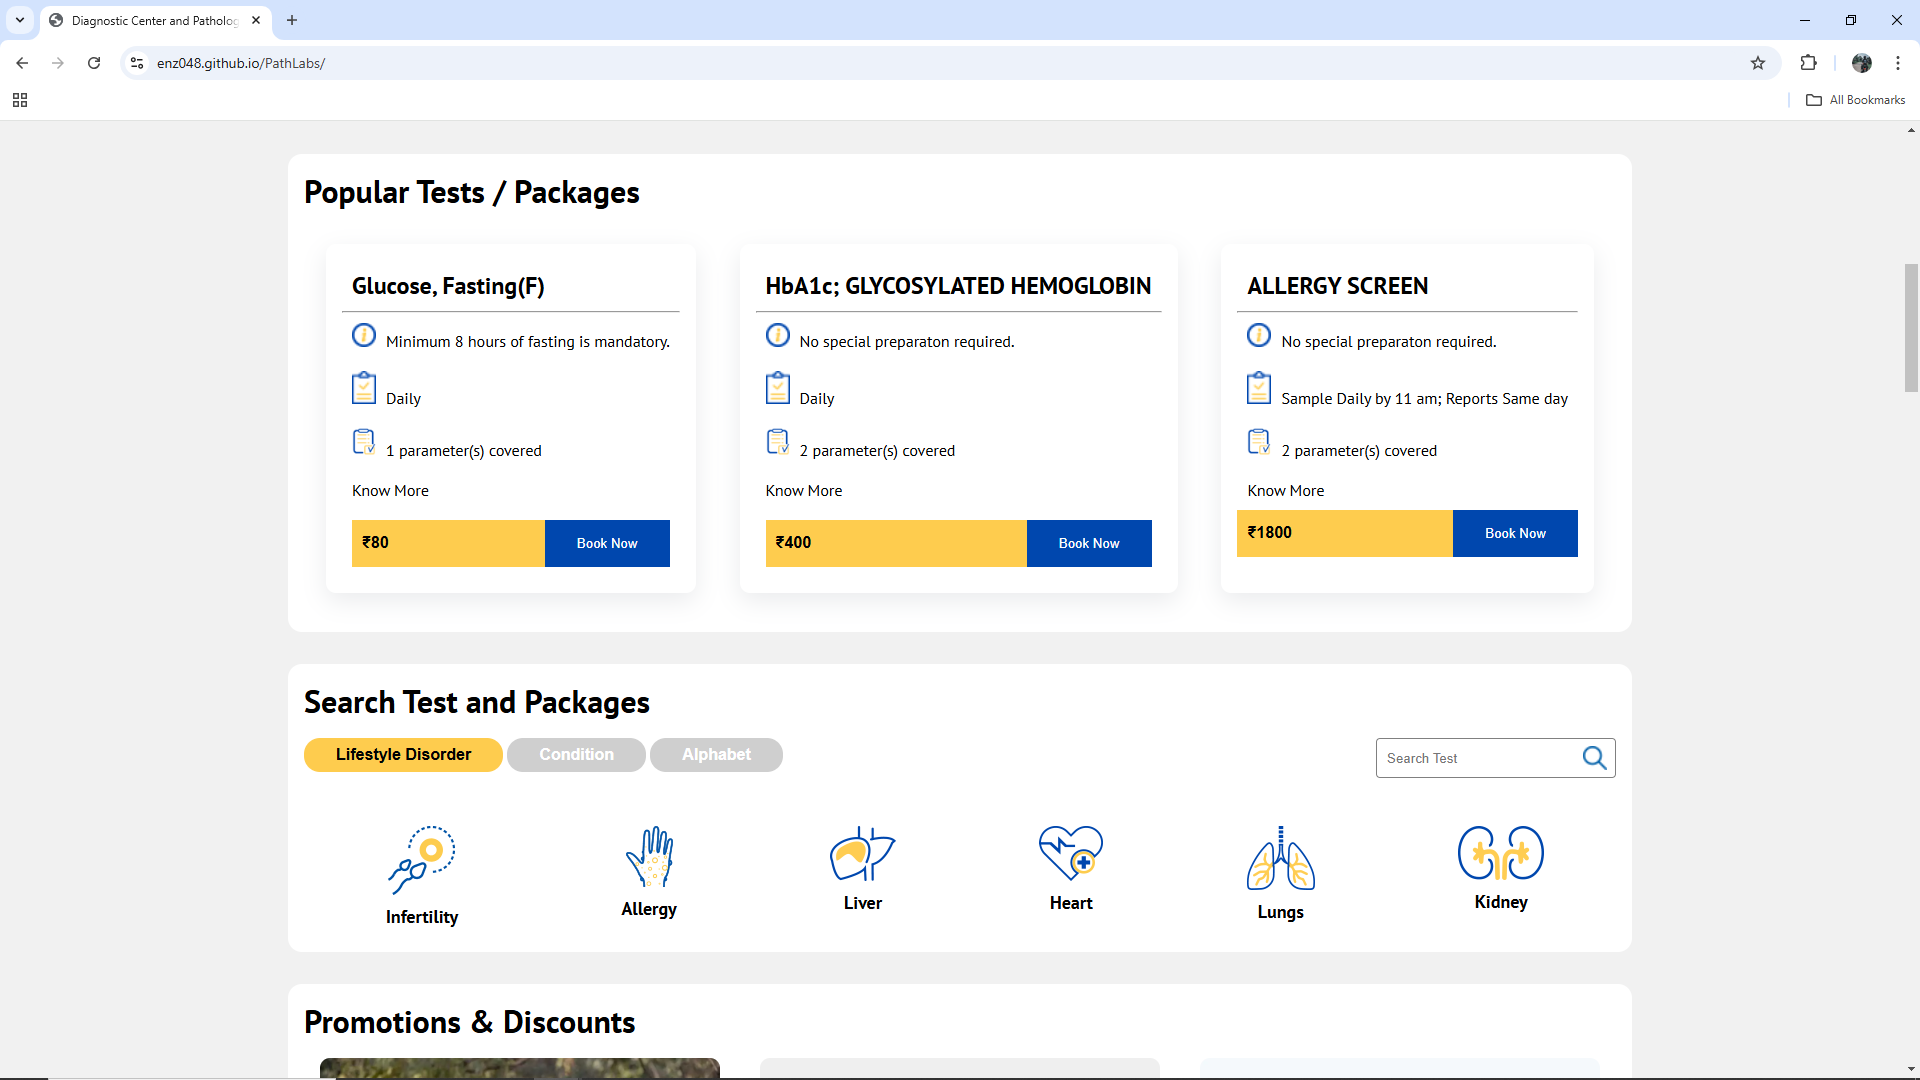 Diagnostic Center and Patholog
enz048.github.io/PathLabs/
All Bookmarks
Popular Tests / Packages
Glucose, Fasting(F)
Minimum 8 hours of fasting is mandatory.
Daily
1 parameter(s) covered
Know More
₹80
Book Now
HbA1c; GLYCOSYLATED HEMOGLOBIN
No special preparaton required.
Daily
2 parameter(s) covered
Know More
₹400
Book Now
ALLERGY SCREEN
No special preparaton required.
Sample Daily by 11 am; Reports Same day
2 parameter(s) covered
Know More
₹1800
Book Now
Search Test and Packages
Lifestyle Disorder
Condition
Alphabet
Search Test
Infertility
Allergy
Liver
Heart
Lungs
Kidney
Promotions & Discounts